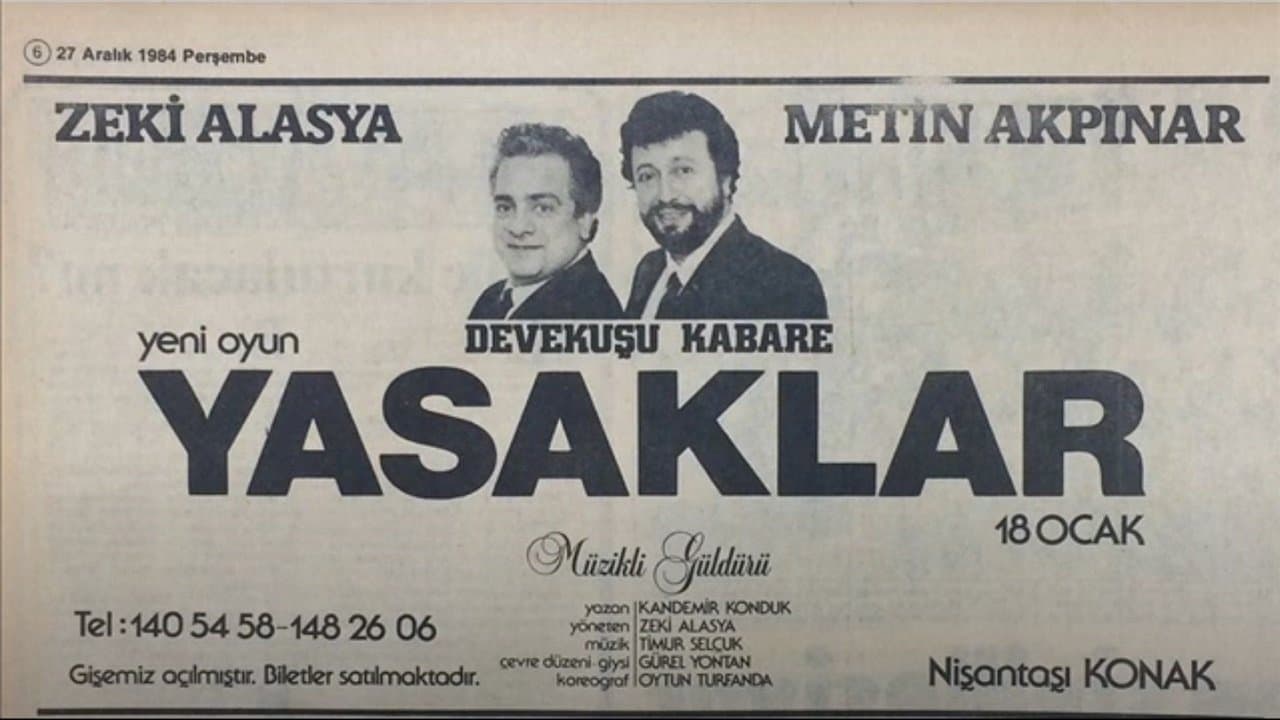 6 27 Aralık 1984 Perşembe
ZEKİ ALASYA
METİN AKPINAR
DEVEKUŞU KABARE
yeni oyun
YASAKLAR
18 OCAK
Müzikli Güldürü
yazan KANDEMİR KONDUK
yöneten ZEKİ ALASYA
müzik TİMUR SELÇUK
çevre düzeni-giysi GÜREL YONTAN
koreograf OYTUN TURFANDA
Tel: 140 54 58-148 26 06
Gişemiz açılmıştır. Biletler satılmaktadır.
Nişantaşı KONAK